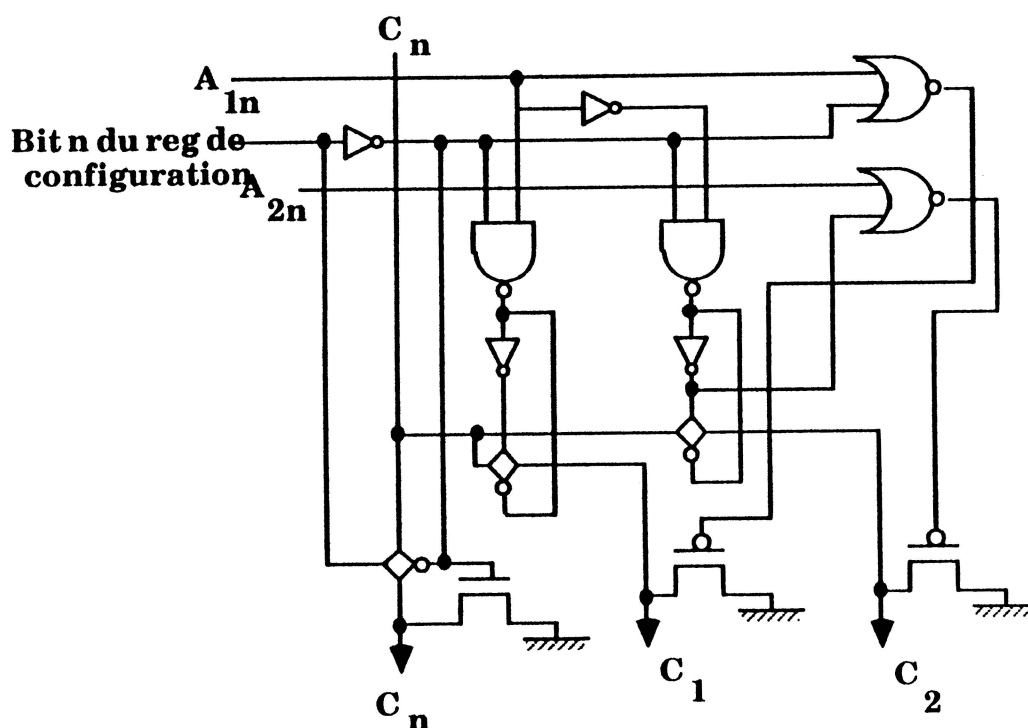 C n
A 1n
Bit n du reg de
configuration
A 2n
C n
C 1
C 2